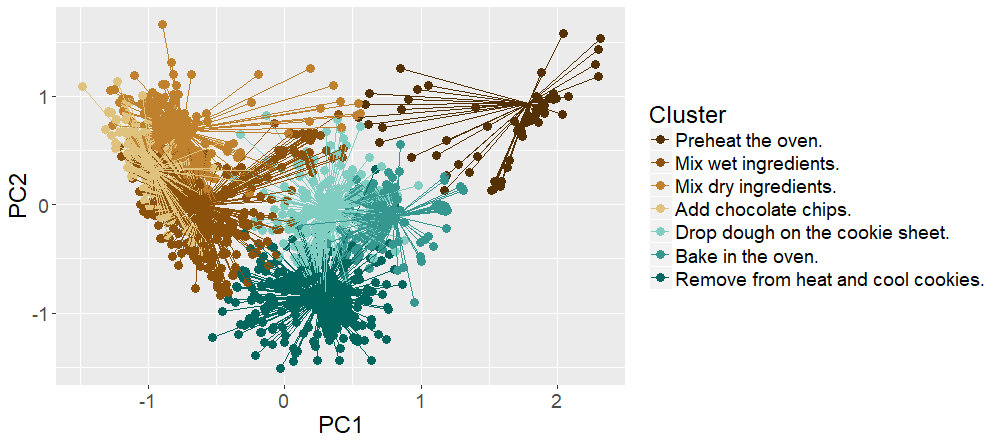 Cluster
Preheat the oven.
Mix wet ingredients.
Mix dry ingredients.
Add chocolate chips.
Drop dough on the cookie sheet.
Bake in the oven.
Remove from heat and cool cookies.
PC2
1
0
-1
-1
0
1
2
PC1